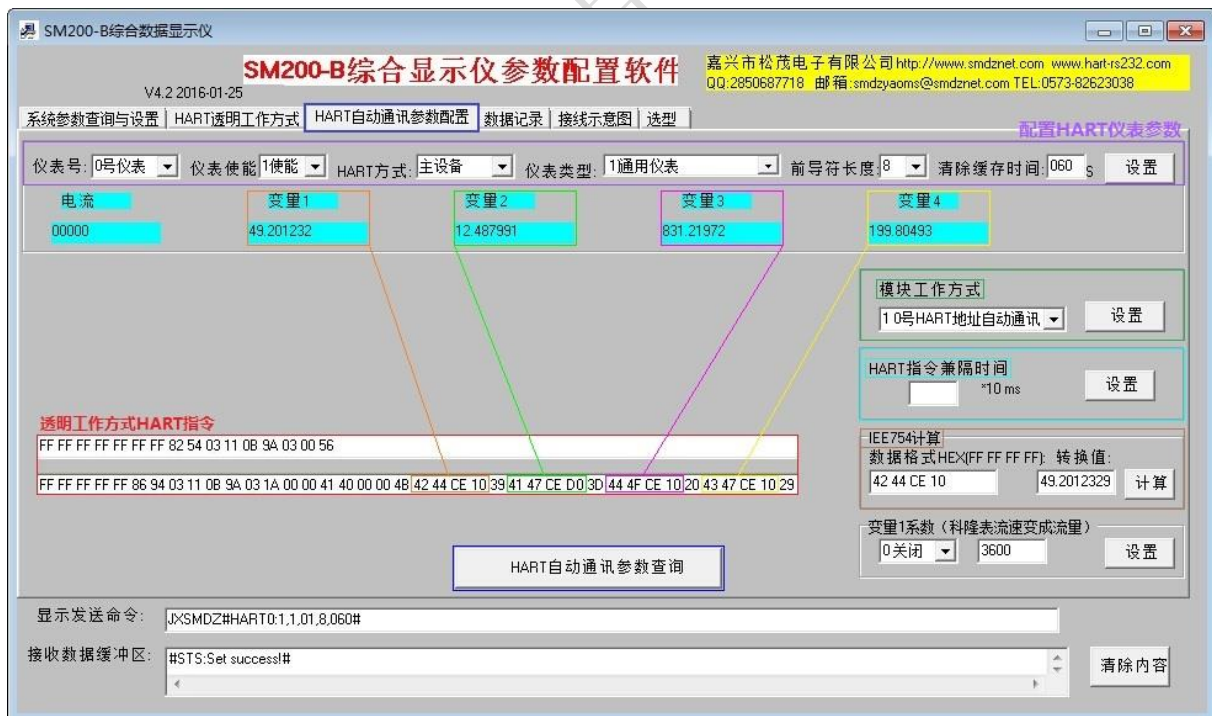 SM200-B综合数据显示仪
SM200-B综合显示仪参数配置软件
嘉兴市松茂电子有限公司http://www.smdznet.com www.hart-rs232.com
QQ:2850687718 邮箱:smdzyaoms@smdznet.com TEL:0573-82623038
V4.2 2016-01-25
系统参数查询与设置 HART透明工作方式 HART自动通讯参数配置 数据记录 接线示意图 选型
配置HART仪表参数
仪表号: 0号仪表 仪表使能 1使能 HART方式: 主设备 仪表类型: 1通用仪表 前导符长度: 8 清除缓存时间: 060 s 设置
电流 变里1 变里2 变里3 变里4
00000 49.201232 12.487991 831.21972 199.80493
模块工作方式
1 0号HART地址自动通讯 设置
HART指令兼隔时间
*10 ms 设置
透明工作方式HART指令
FF FF FF FF FF FF FF 82 54 03 11 0B 9A 03 00 56
FF FF FF FF FF 86 94 03 11 0B 9A 03 1A 00 00 41 40 00 00 4B 42 44 CE 10 39 41 47 CE D0 3D 44 4F CE 10 20 43 47 CE 10 29
IEE754计算
数据格式HEX(FF FF FF FF): 转换值:
42 44 CE 10 49.2012329 计算
变里1系数（科隆表流速变成流量）
0关闭 3600 设置
HART自动通讯参数查询
显示发送命令: JXSMDZ#HART0:1,1,01,8,060#
接收数据缓冲区: #STS:Set success!#
清除内容